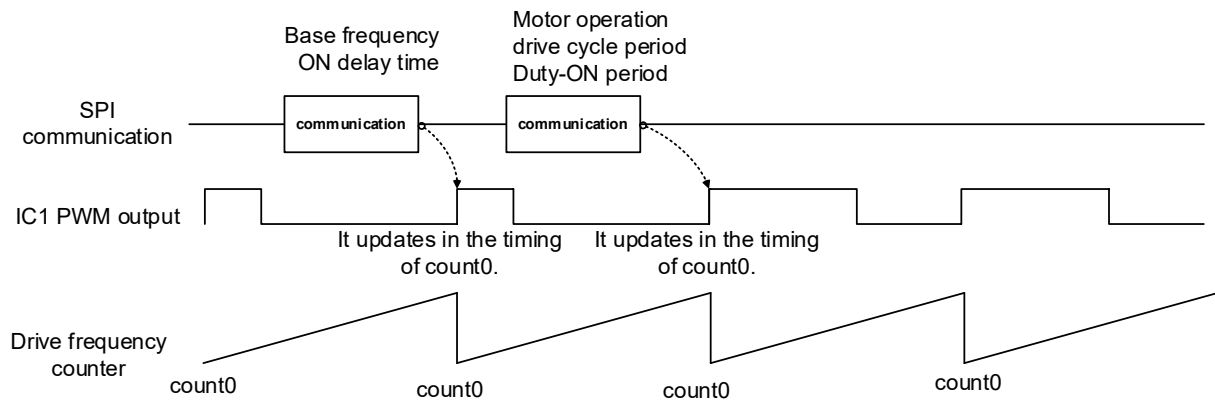 Base frequency
ON delay time
Motor operation
drive cycle period
Duty-ON period
SPI
communication
communication
communication
IC1 PWM output
It updates in the timing
of count0.
It updates in the timing
of count0.
Drive frequency
counter
count0
count0
count0
count0